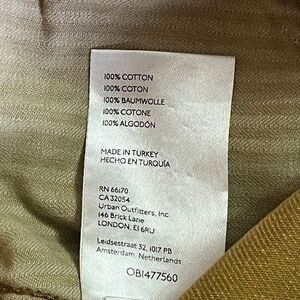 100% COTTON
100% COTON
100% BAUMWOLLE
100% COTONE
100% ALGODÓN
MADE IN TURKEY
HECHO EN TURQUÍA
RN 66170
CA 32054
Urban Outfitters, Inc.
146 Brick Lane
LONDON, E1 6RU
Leidsestraat 32, 1017 PB
Amsterdam, Netherlands
OB1477560